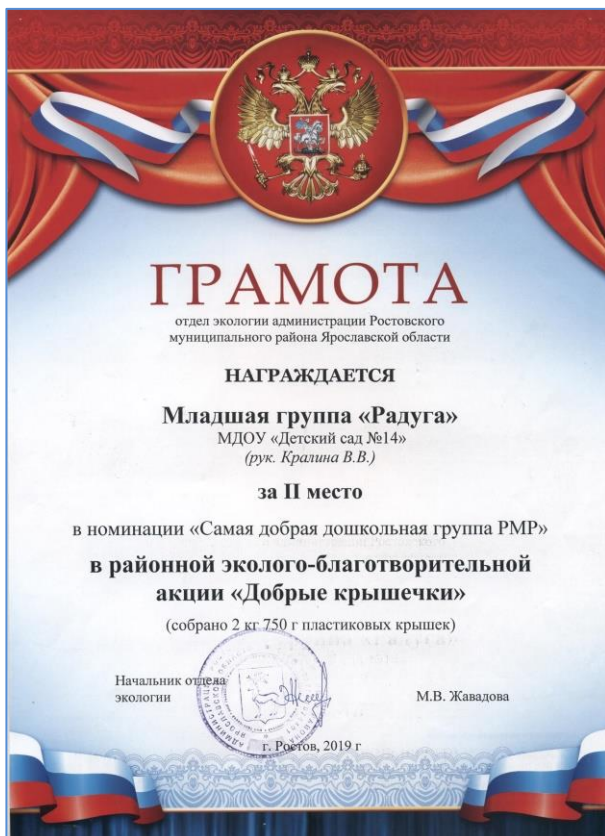 ГРАМОТА
отдел экологии администрации Ростовского
муниципального района Ярославской области
НАГРАЖДАЕТСЯ
Младшая группа «Радуга»
МДОУ «Детский сад №14»
(рук. Кралина В.В.)
за II место
в номинации «Самая добрая дошкольная группа РМР»
в районной эколого-благотворительной
акции «Добрые крышечки»
(собрано 2 кг 750 г пластиковых крышек)
Начальник отдела
экологии
М.В. Жавадова
г. Ростов, 2019 г